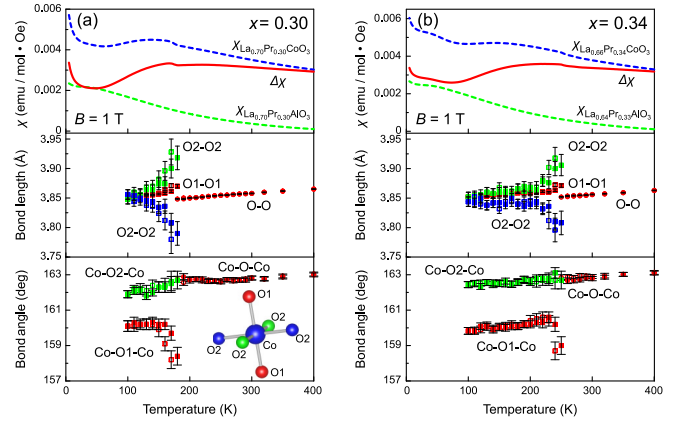 (a) x = 0.30
χLa0.70Pr0.30CoO3
Δχ
χLa0.70Pr0.30AlO3
B = 1 T
χ (emu / mol • Oe)
0.006
0.004
0.002
0.000
O2-O2
O1-O1
O-O
O2-O2
Bond length (Å)
3.95
3.90
3.85
3.80
3.75
Co-O2-Co
Co-O-Co
Co-O1-Co
O1
O2
O2
Co
O2
O2
O1
Bond angle (deg)
163
161
159
157
0 100 200 300 400
Temperature (K)
(b) x = 0.34
χLa0.66Pr0.34CoO3
Δχ
χLa0.64Pr0.33AlO3
B = 1 T
χ (emu / mol • Oe)
0.006
0.004
0.002
0.000
O2-O2
O1-O1
O-O
O2-O2
Bond length (Å)
3.95
3.90
3.85
3.80
3.75
Co-O2-Co
Co-O-Co
Co-O1-Co
Bond angle (deg)
163
161
159
157
0 100 200 300 400
Temperature (K)